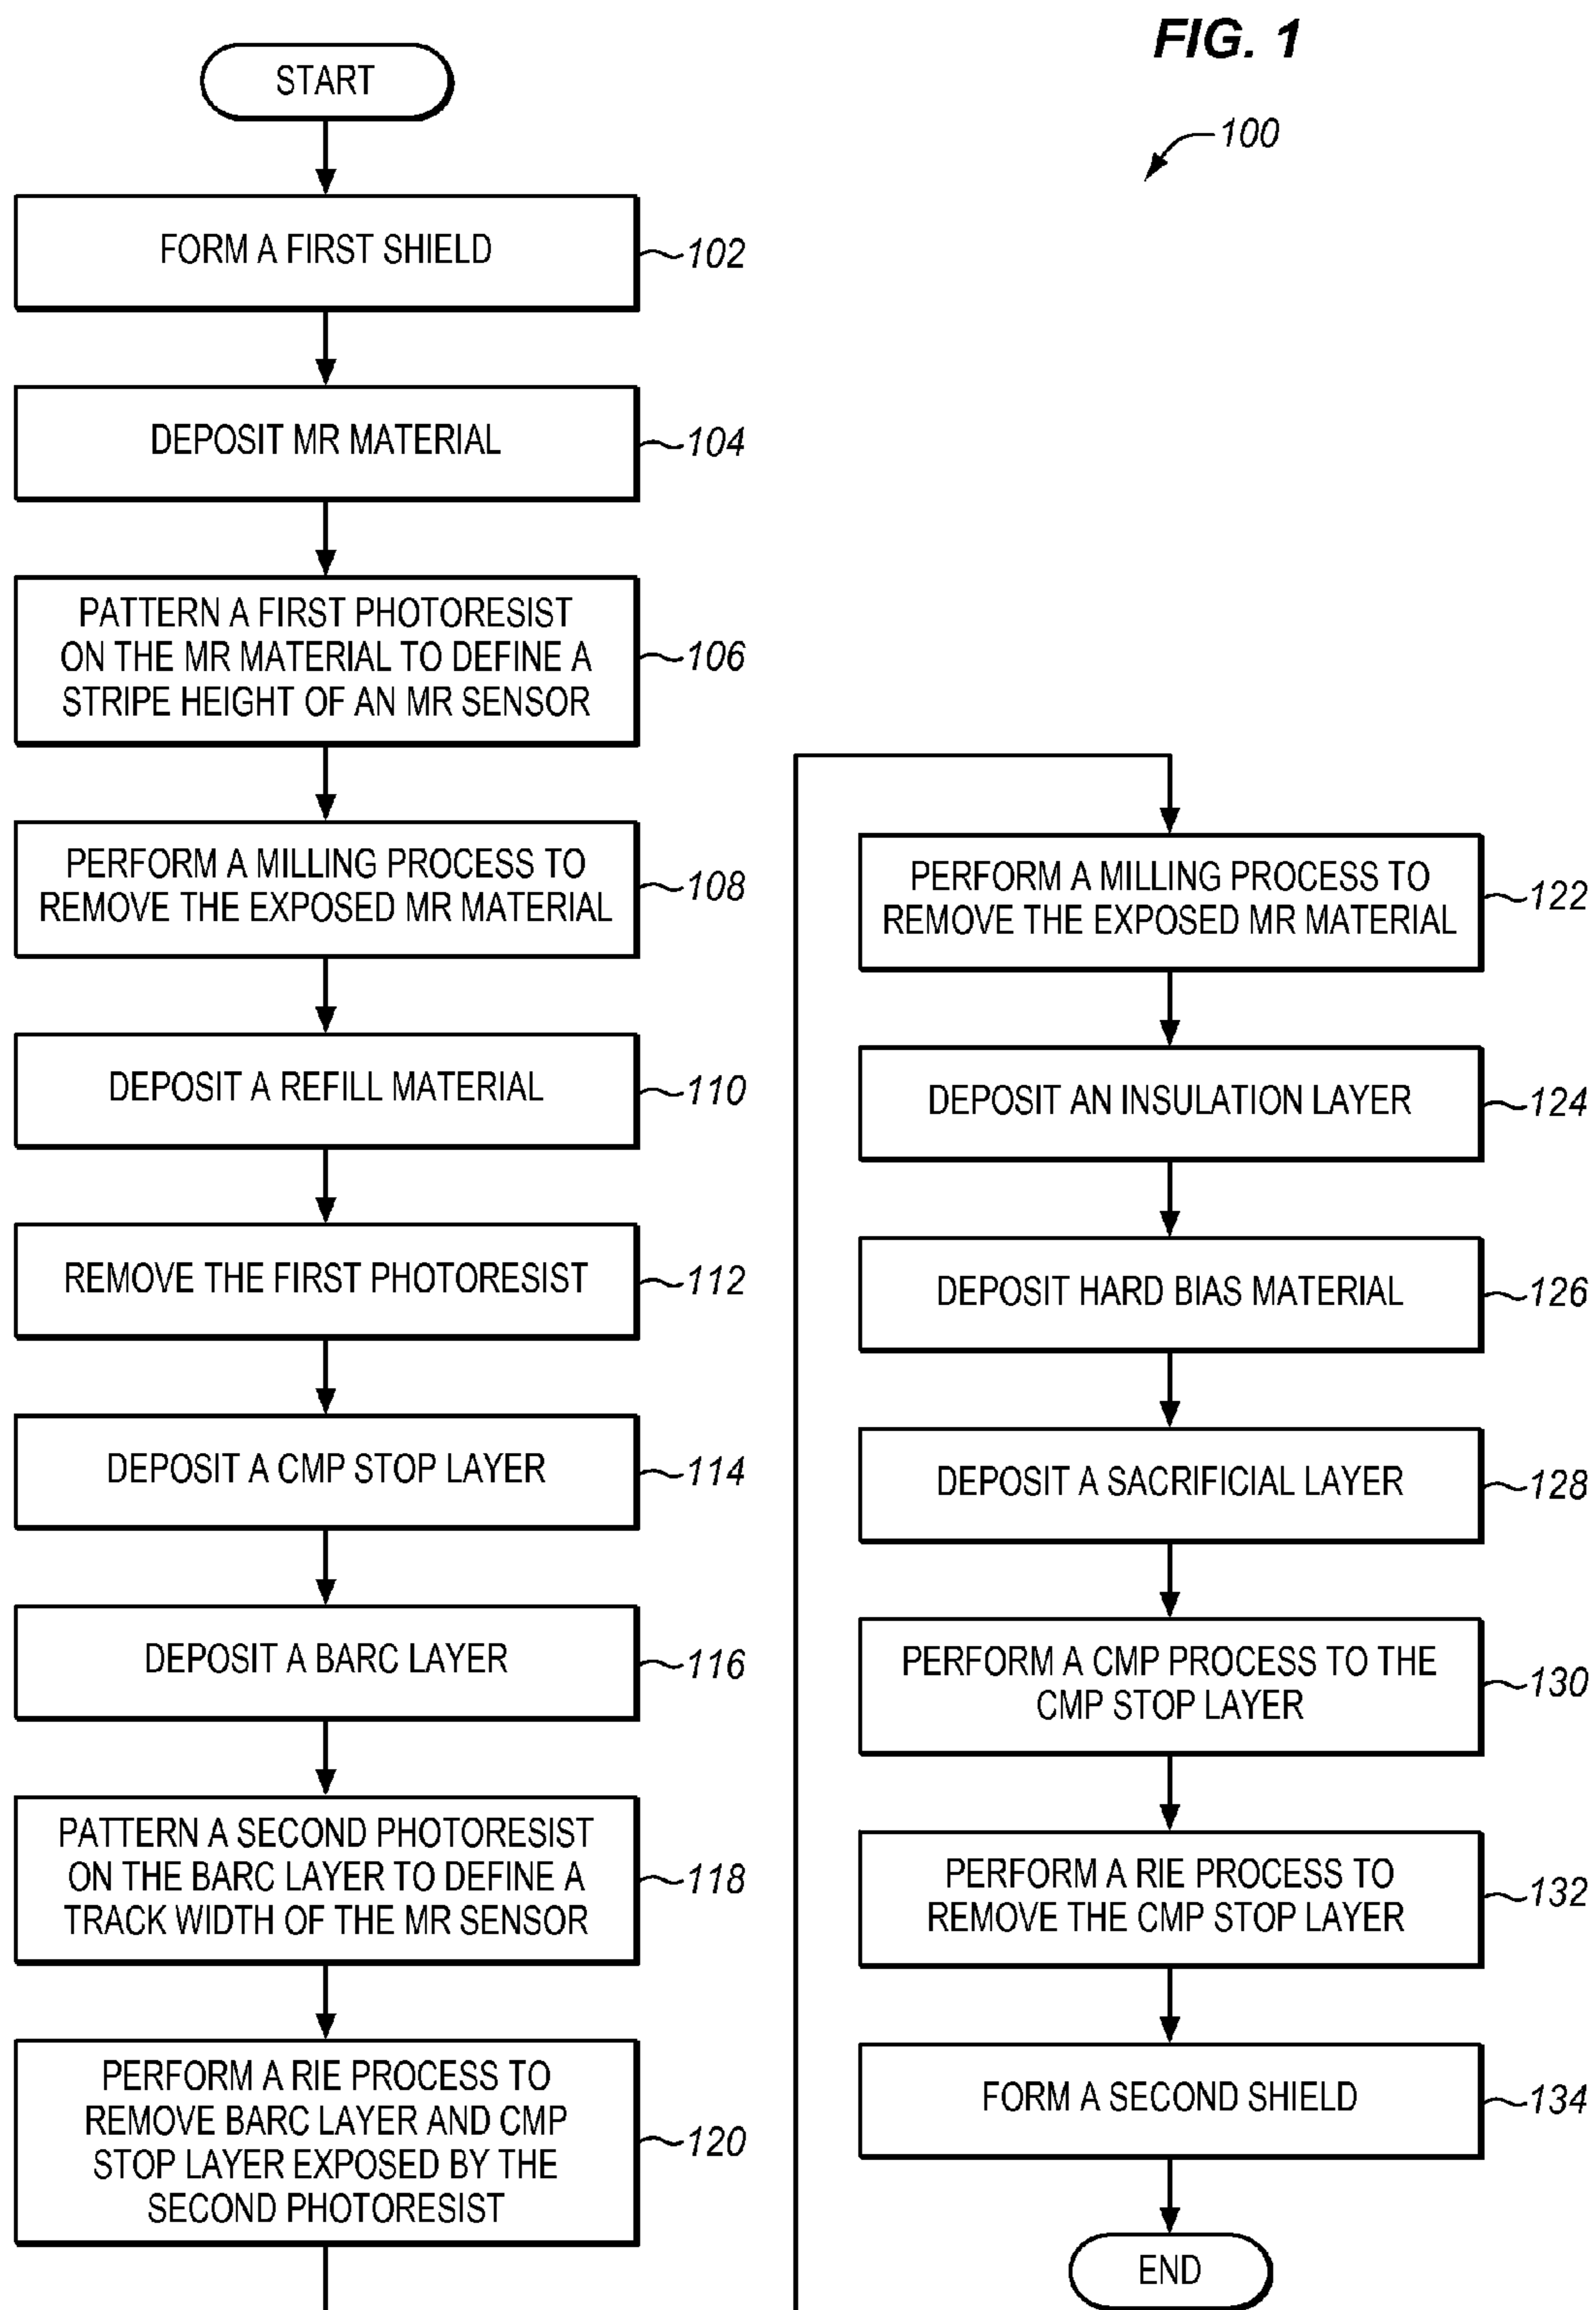 FIG. 1
100
START
FORM A FIRST SHIELD
102
DEPOSIT MR MATERIAL
104
PATTERN A FIRST PHOTORESIST
ON THE MR MATERIAL TO DEFINE A
STRIPE HEIGHT OF AN MR SENSOR
106
PERFORM A MILLING PROCESS TO
REMOVE THE EXPOSED MR MATERIAL
108
DEPOSIT A REFILL MATERIAL
110
REMOVE THE FIRST PHOTORESIST
112
DEPOSIT A CMP STOP LAYER
114
DEPOSIT A BARC LAYER
116
PATTERN A SECOND PHOTORESIST
ON THE BARC LAYER TO DEFINE A
TRACK WIDTH OF THE MR SENSOR
118
PERFORM A RIE PROCESS TO
REMOVE BARC LAYER AND CMP
STOP LAYER EXPOSED BY THE
SECOND PHOTORESIST
120
PERFORM A MILLING PROCESS TO
REMOVE THE EXPOSED MR MATERIAL
122
DEPOSIT AN INSULATION LAYER
124
DEPOSIT HARD BIAS MATERIAL
126
DEPOSIT A SACRIFICIAL LAYER
128
PERFORM A CMP PROCESS TO THE
CMP STOP LAYER
130
PERFORM A RIE PROCESS TO
REMOVE THE CMP STOP LAYER
132
FORM A SECOND SHIELD
134
END